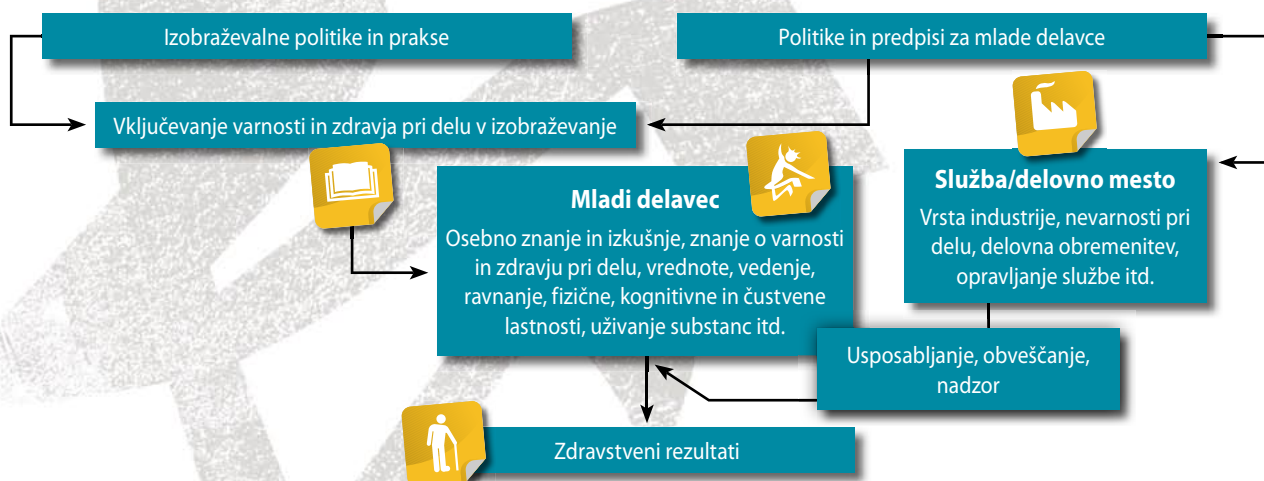 Izobraževalne politike in prakse
Politike in predpisi za mlade delavce
Vključevanje varnosti in zdravja pri delu v izobraževanje
Mladi delavec
Osebno znanje in izkušnje, znanje o varnosti
in zdravju pri delu, vrednote, vedenje,
ravnanje, fizične, kognitivne in čustvene
lastnosti, uživanje substanc itd.
Služba/delovno mesto
Vrsta industrije, nevarnosti pri
delu, delovna obremenitev,
opravljanje službe itd.
Usposabljanje, obveščanje,
nadzor
Zdravstveni rezultati